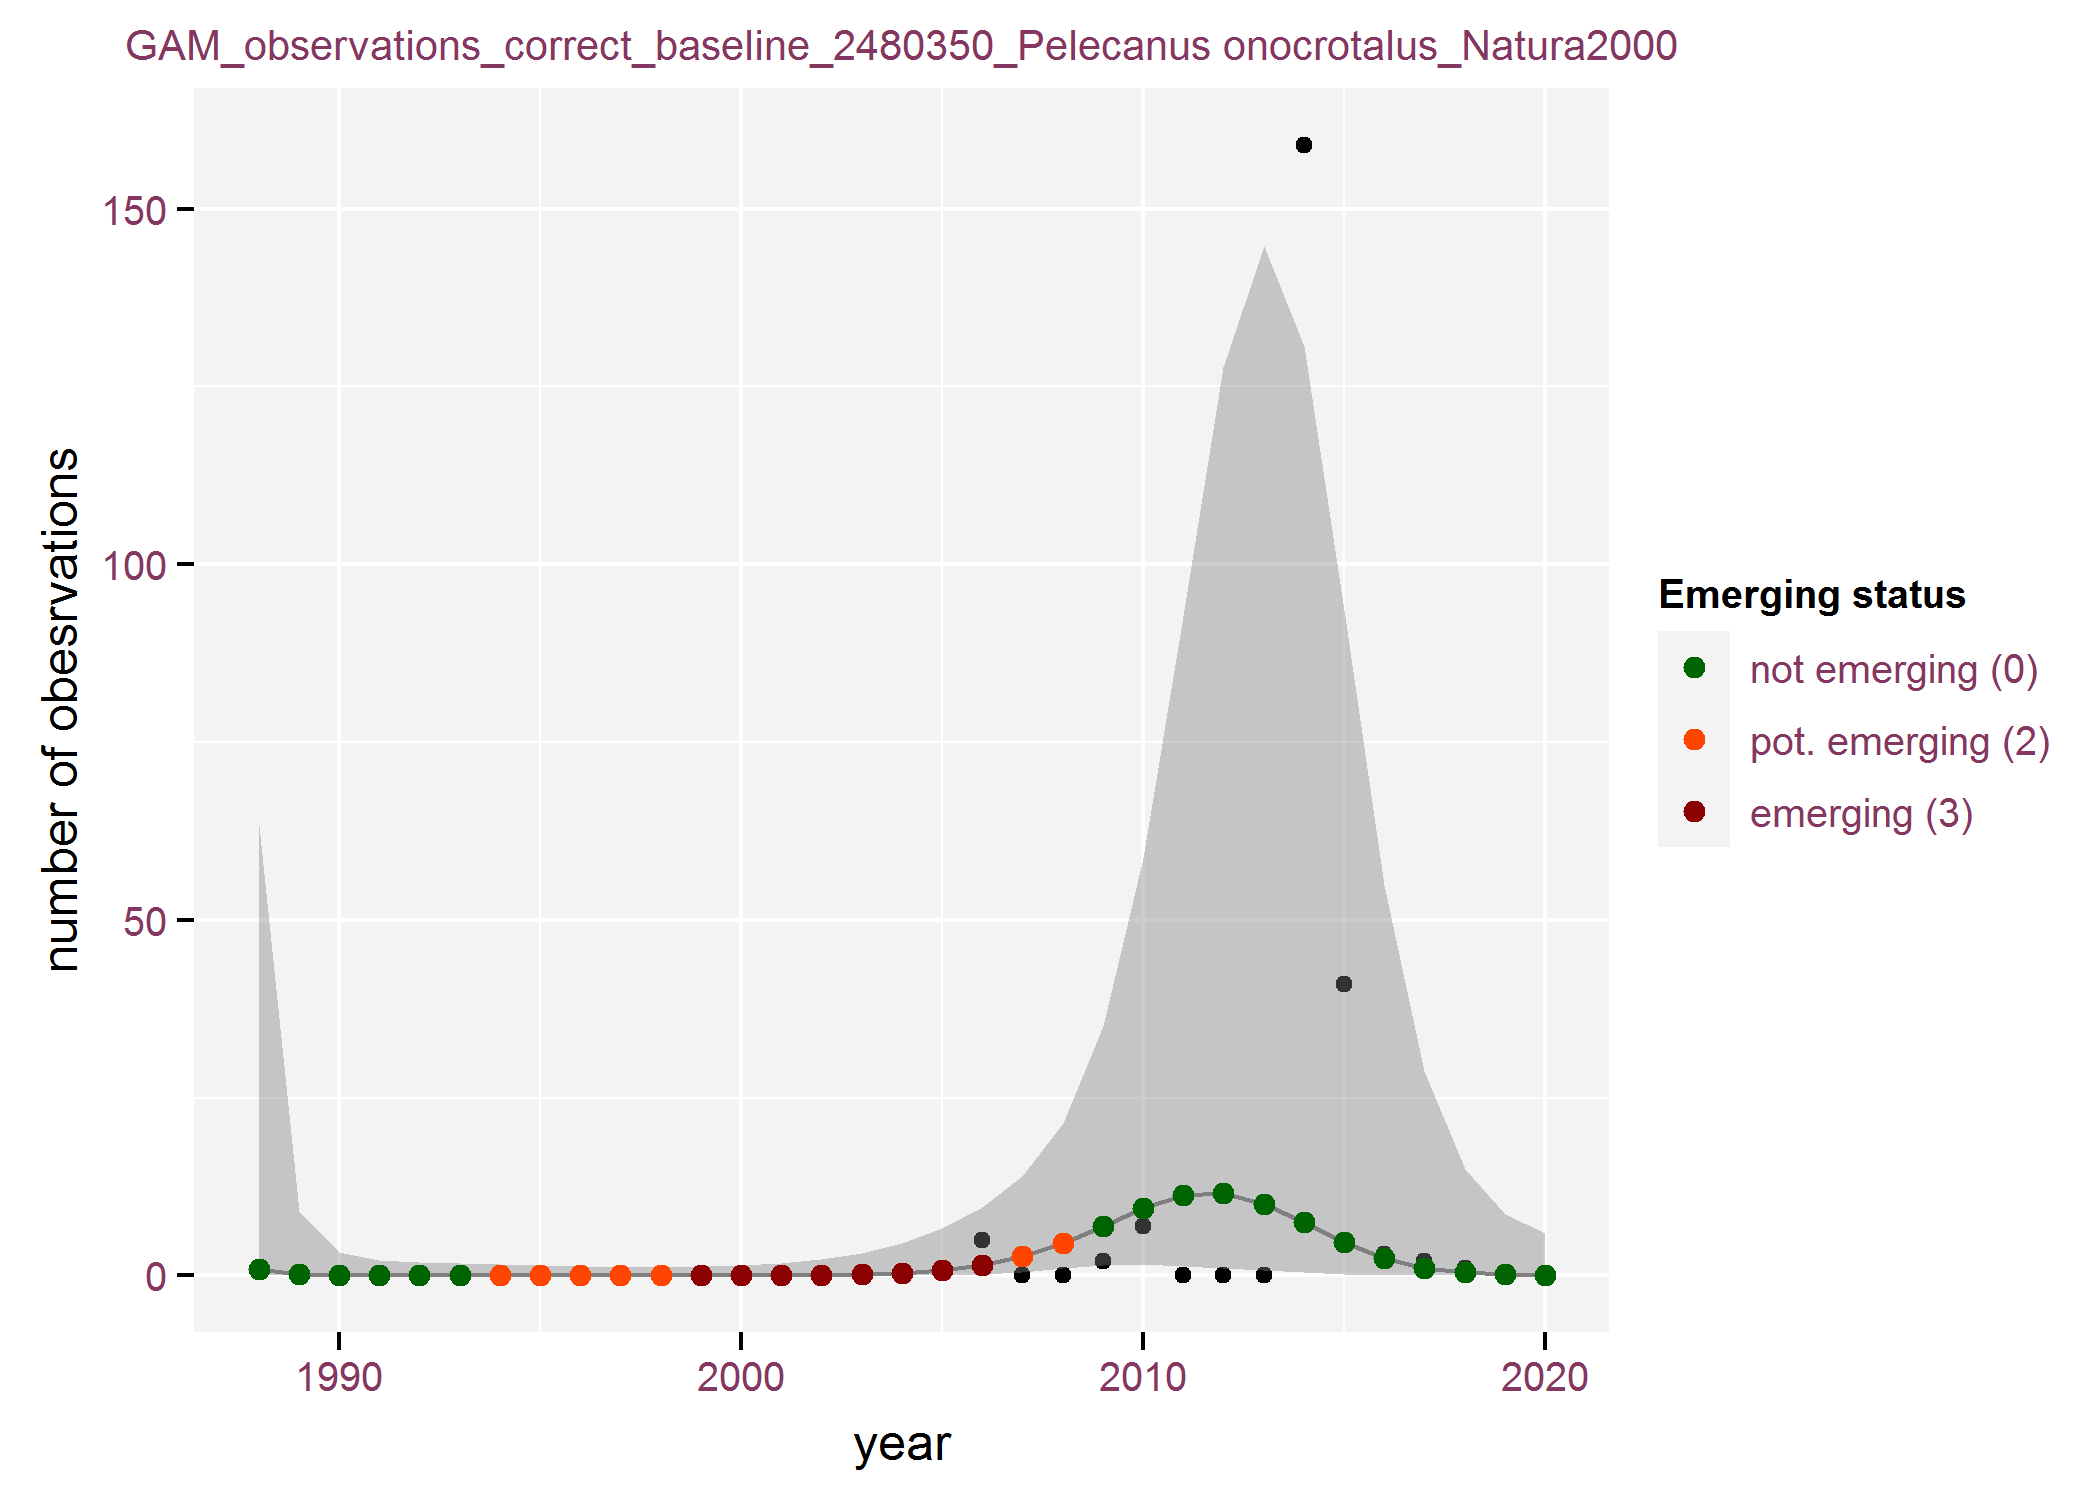 GAM_observations_correct_baseline_2480350_Pelecanus onocrotalus_Natura2000
150
100
50
0
number of obesrvations
1990
2000
2010
2020
year
Emerging status
not emerging (0)
pot. emerging (2)
emerging (3)